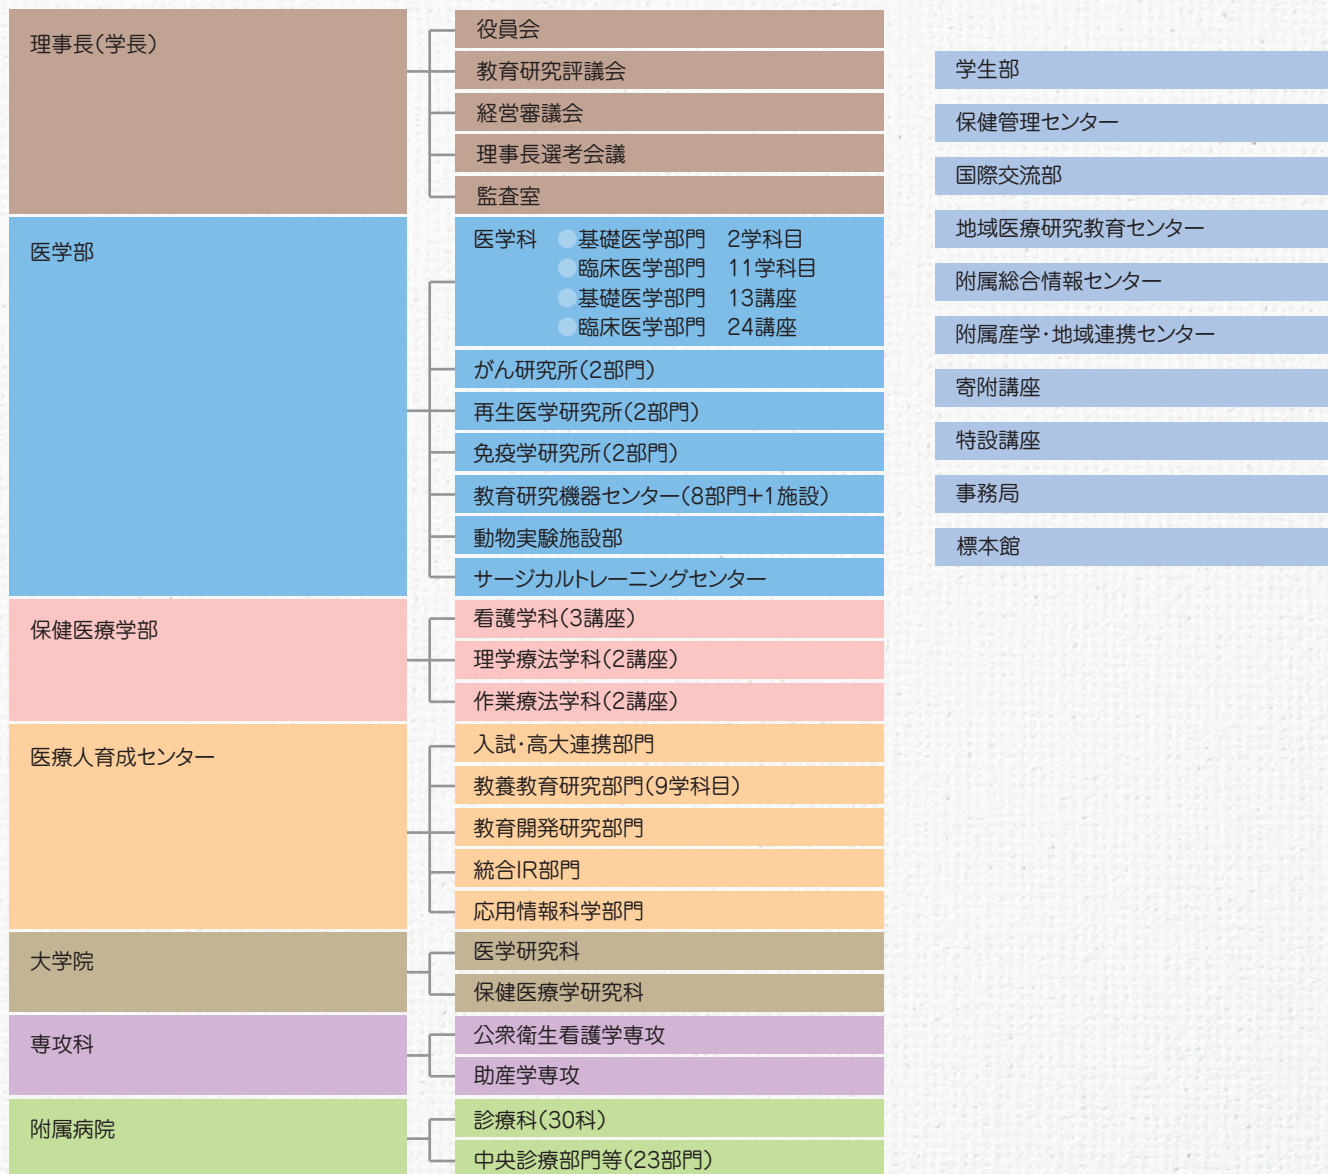 理事長(学長)
役員会
教育研究評議会
経営審議会
理事長選考会議
監査室
医学部
医学科 ●基礎医学部門 2学科目
●臨床医学部門 11学科目
●基礎医学部門 13講座
●臨床医学部門 24講座
がん研究所(2部門)
再生医学研究所(2部門)
免疫学研究所(2部門)
教育研究機器センター(8部門+1施設)
動物実験施設部
サージカルトレーニングセンター
保健医療学部
看護学科(3講座)
理学療法学科(2講座)
作業療法学科(2講座)
医療人育成センター
入試・高大連携部門
教養教育研究部門(9学科目)
教育開発研究部門
統合IR部門
応用情報科学部門
大学院
医学研究科
保健医療学研究科
専攻科
公衆衛生看護学専攻
助産学専攻
附属病院
診療科(30科)
中央診療部門等(23部門)
学生部
保健管理センター
国際交流部
地域医療研究教育センター
附属総合情報センター
附属産学・地域連携センター
寄附講座
特設講座
事務局
標本館